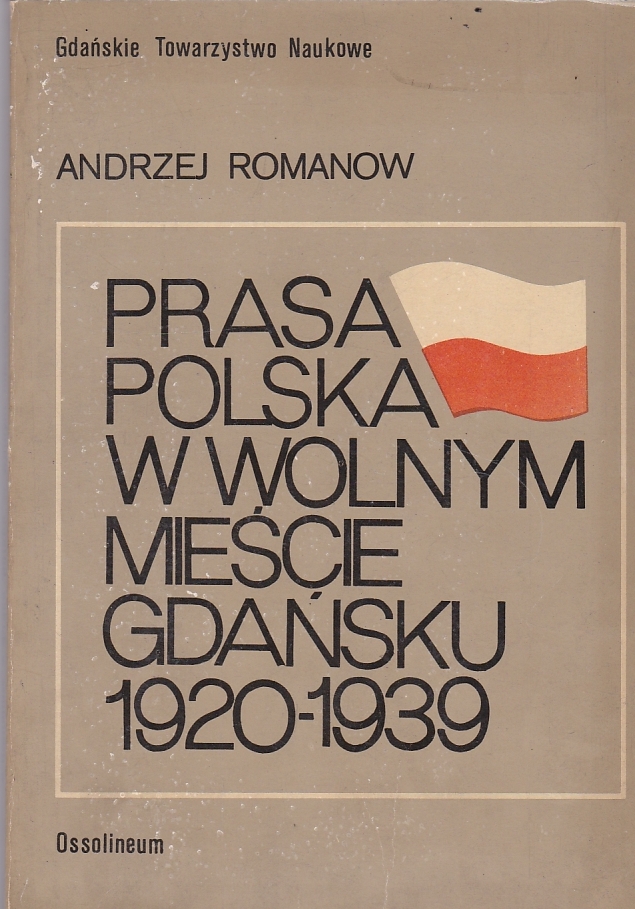 Gdańskie Towarzystwo Naukowe
ANDRZEJ ROMANOW
PRASA
POLSKA
W WOLNYM
MIEŚCIE
GDAŃSKU
1920-1939
Ossolineum